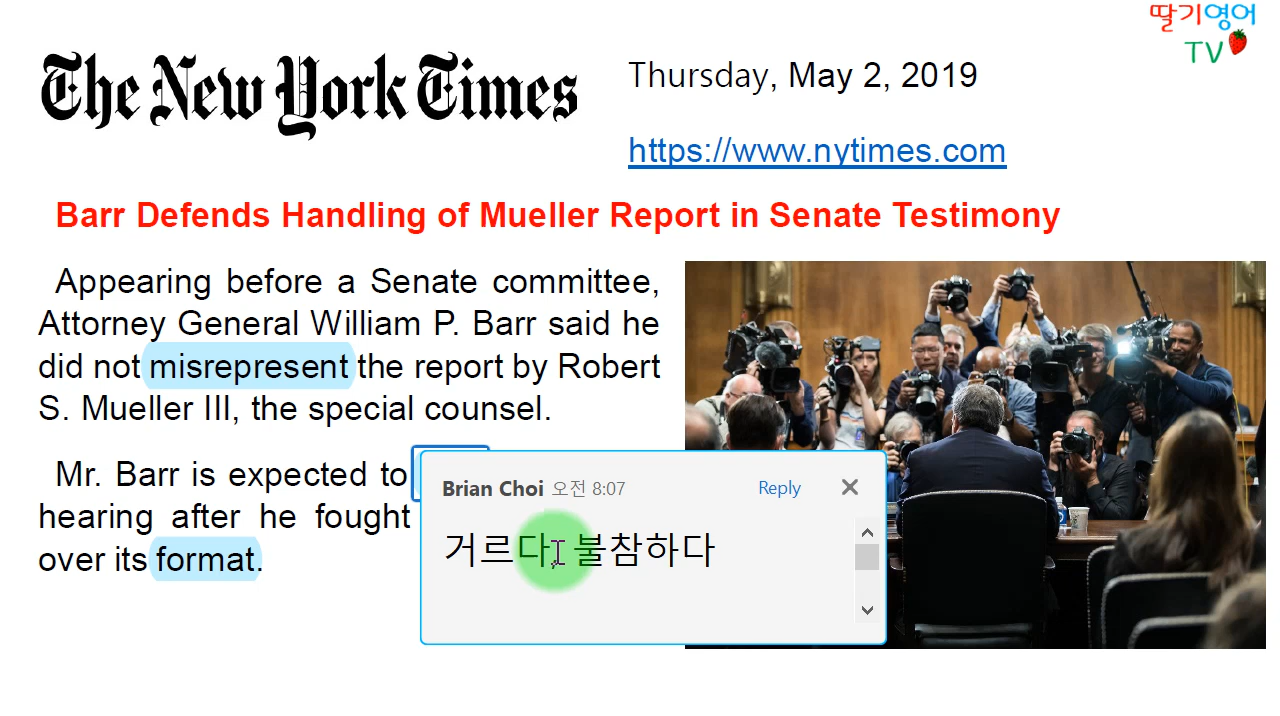 딸기영어
TV
The New York Times
Thursday, May 2, 2019
https://www.nytimes.com
Barr Defends Handling of Mueller Report in Senate Testimony
Appearing before a Senate committee,
Attorney General William P. Barr said he
did not misrepresent the report by Robert
S. Mueller III, the special counsel.
Mr. Barr is expected to
hearing after he fought
over its format.
Brian Choi 오전 8:07
Reply
거르다, 불참하다